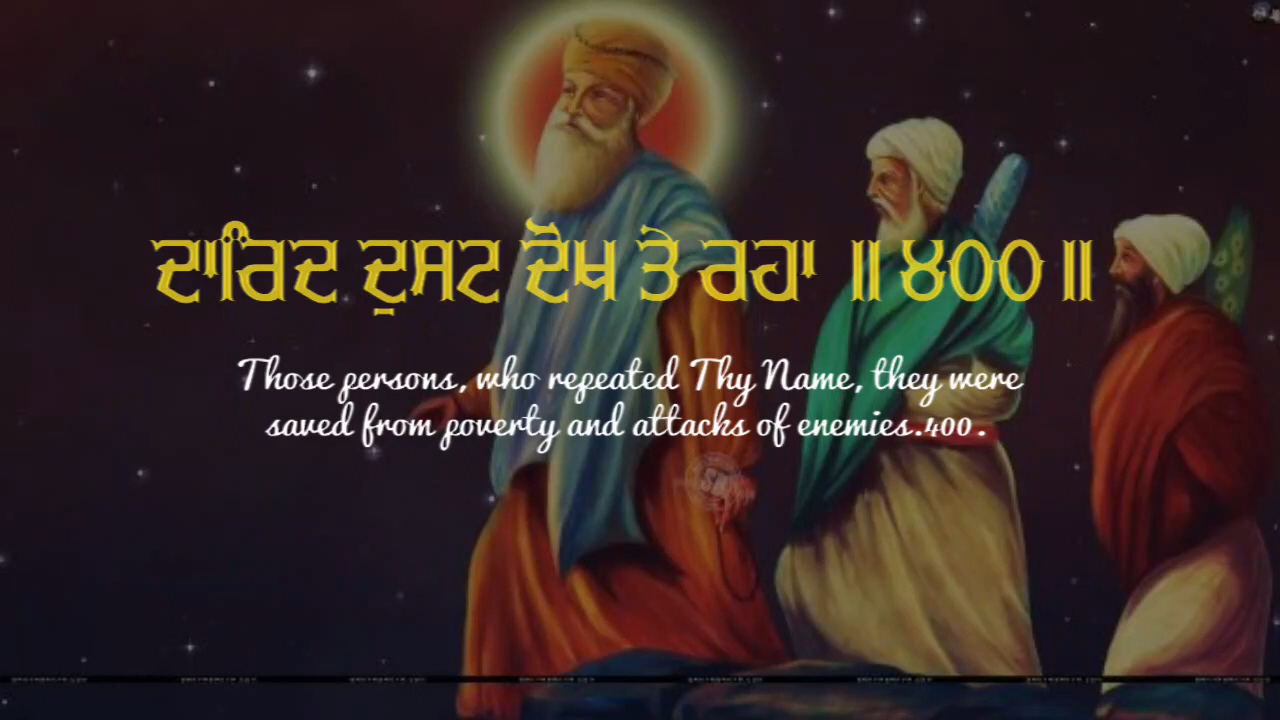 ਦਾਰਿਦ ਦੁਸਟ ਦੋਖ ਤੇ ਰਹਾ ॥੪੦੦॥
Those persons, who repeated Thy Name, they were
saved from poverty and attacks of enemies.400.